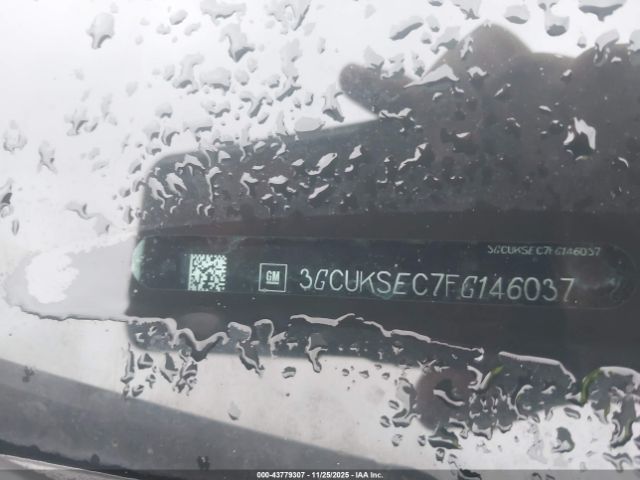 3GCUKSEC7FG146037
GM 3GCUKSEC7FG146037
000-43779307 - 11/25/2025 - IAA Inc.